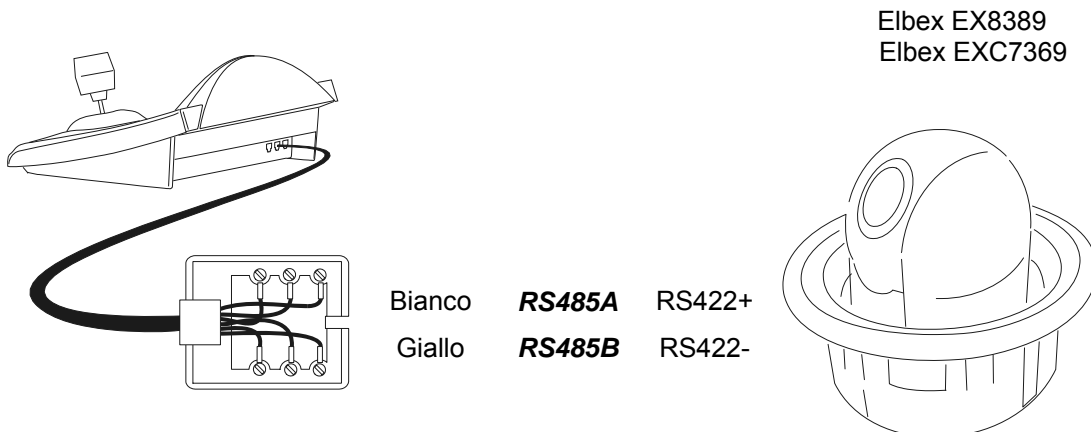 Elbex EX8389
Elbex EXC7369
Bianco RS485A RS422+
Giallo RS485B RS422-